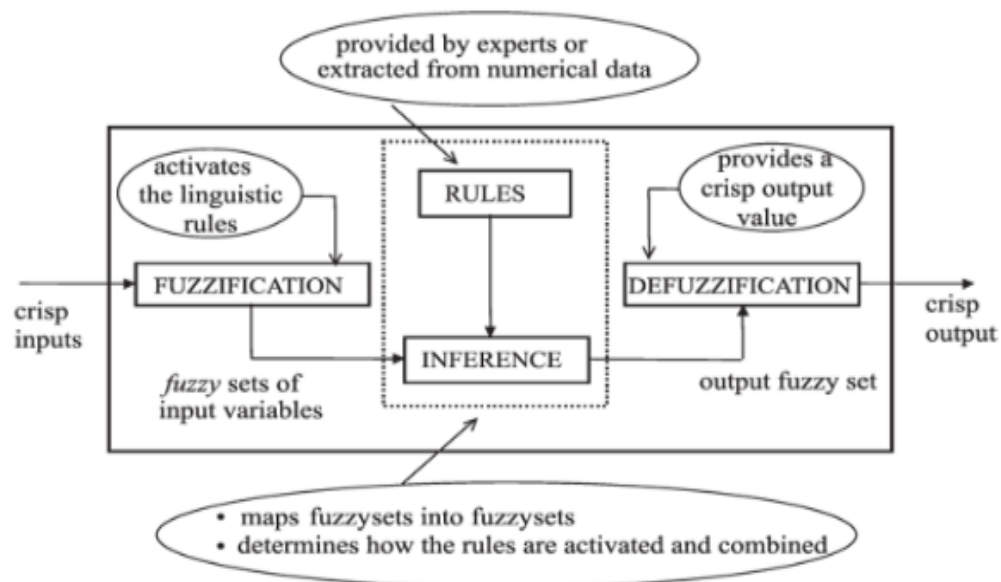 provided by experts or
extracted from numerical data
activates
the linguistic
rules
RULES
provides a
crisp output
value
FUZZIFICATION
DEFUZZIFICATION
crisp
inputs
crisp
output
INFERENCE
fuzzy sets of
input variables
output fuzzy set
• maps fuzzysets into fuzzysets
• determines how the rules are activated and combined